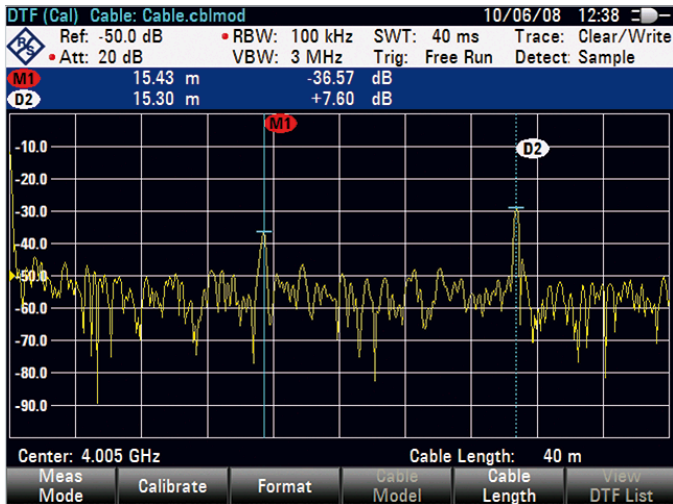 DTF (Cal) Cable: Cable.cblmod 10/06/08 12:38
R&S Ref: -50.0 dB • RBW: 100 kHz SWT: 40 ms Trace: Clear/Write
• Att: 20 dB VBW: 3 MHz Trig: Free Run Detect: Sample
M1 15.43 m -36.57 dB
D2 15.30 m +7.60 dB
M1
D2
-10.0
-20.0
-30.0
-40.0
-50.0
-60.0
-70.0
-80.0
-90.0
Center: 4.005 GHz Cable Length: 40 m
Meas Mode
Calibrate
Format
Cable Model
Cable Length
View DTF List